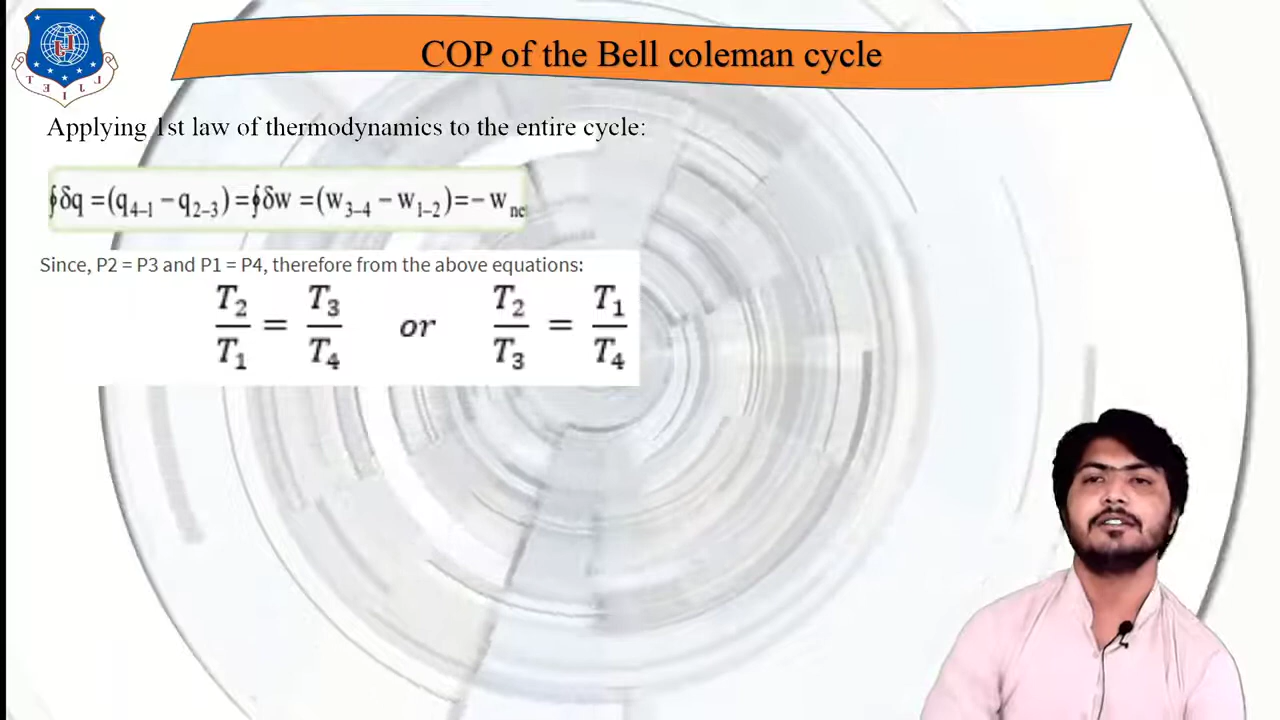 COP of the Bell coleman cycle
Applying 1st law of thermodynamics to the entire cycle:
∮δq =(q₄₋₁ − q₂₋₃) =∮δw =(w₃₋₄ − w₁₋₂)=− w ne
Since, P2 = P3 and P1 = P4, therefore from the above equations:
T₂/T₁ = T₃/T₄ or T₂/T₃ = T₁/T₄